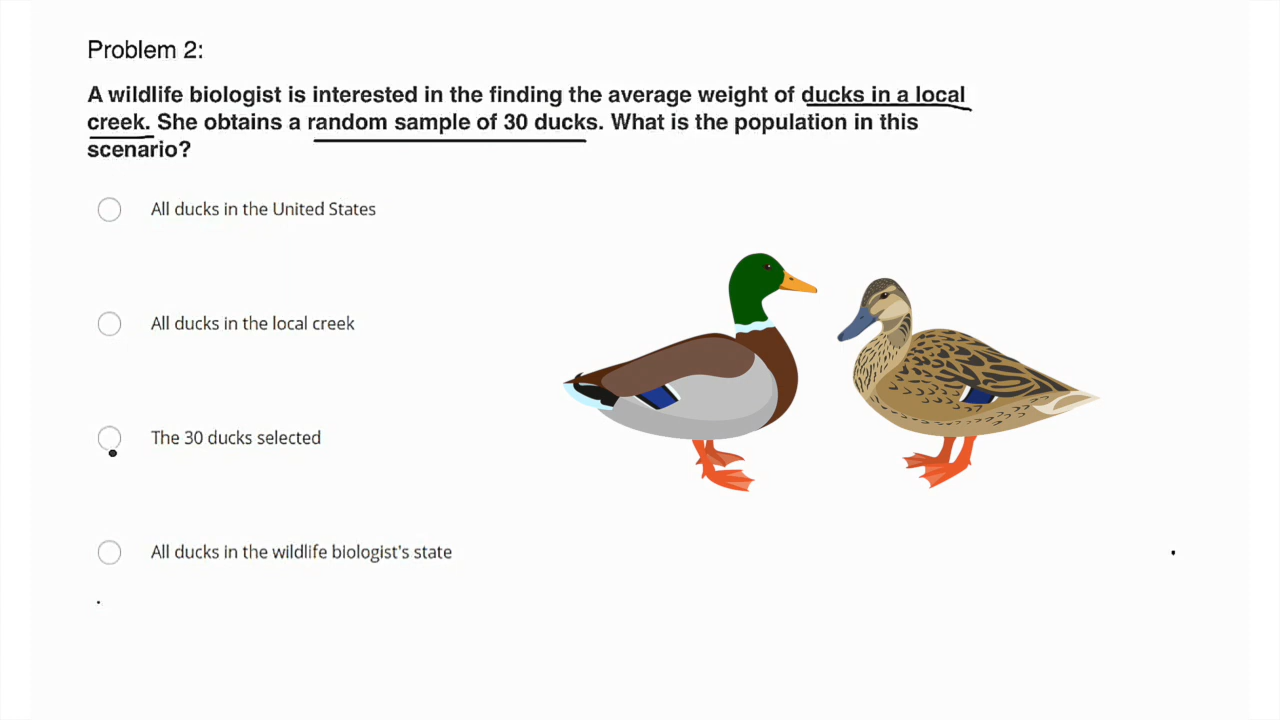 Problem 2:
A wildlife biologist is interested in the finding the average weight of ducks in a local
creek. She obtains a random sample of 30 ducks. What is the population in this
scenario?
All ducks in the United States
All ducks in the local creek
The 30 ducks selected
All ducks in the wildlife biologist's state